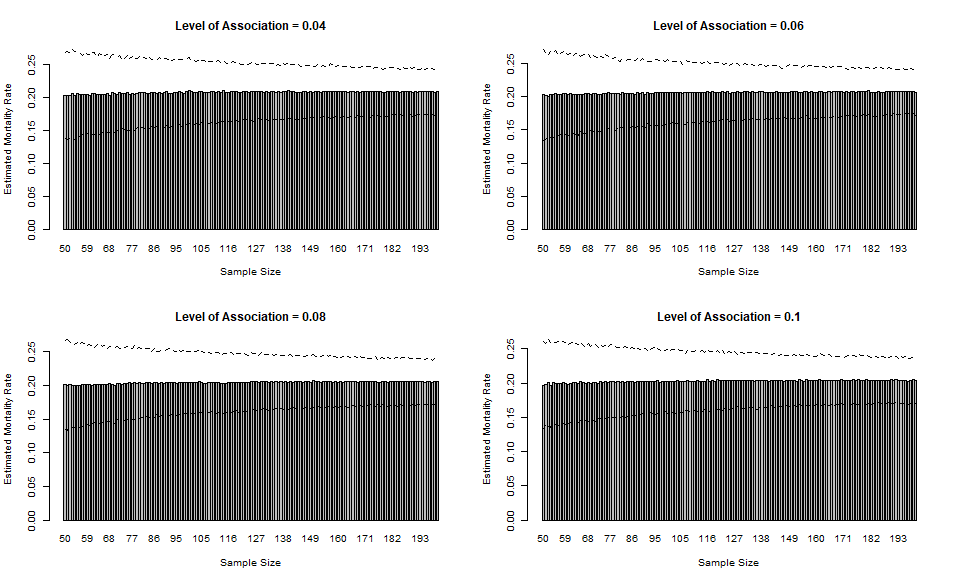 Level of Association = 0.04
Estimated Mortality Rate
0.00 0.05 0.10 0.15 0.20 0.25
50 59 68 77 86 95 105 116 127 138 149 160 171 182 193
Sample Size
Level of Association = 0.06
Estimated Mortality Rate
0.00 0.05 0.10 0.15 0.20 0.25
50 59 68 77 86 95 105 116 127 138 149 160 171 182 193
Sample Size
Level of Association = 0.08
Estimated Mortality Rate
0.00 0.05 0.10 0.15 0.20 0.25
50 59 68 77 86 95 105 116 127 138 149 160 171 182 193
Sample Size
Level of Association = 0.1
Estimated Mortality Rate
0.00 0.05 0.10 0.15 0.20 0.25
50 59 68 77 86 95 105 116 127 138 149 160 171 182 193
Sample Size